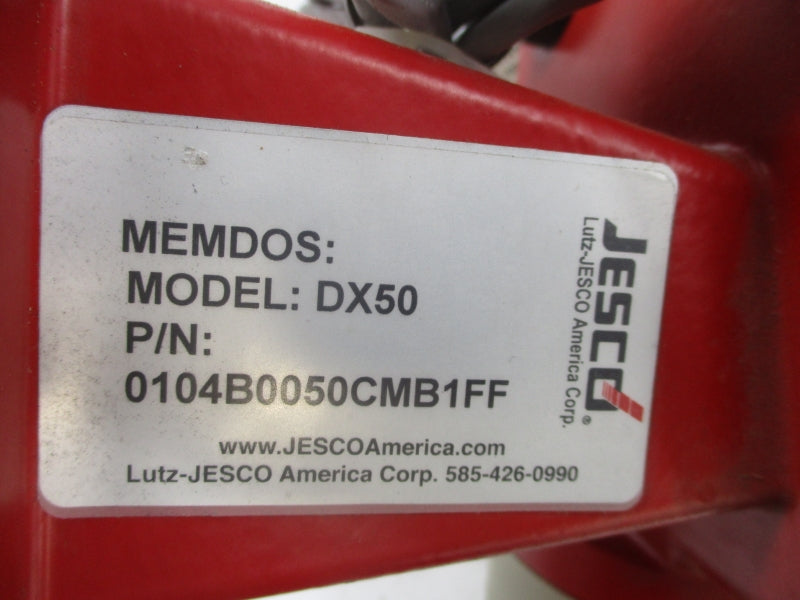 MEMDOS:
MODEL: DX50
P/N:
0104B0050CMB1FF
www.JESCOAmerica.com
Lutz-JESCO America Corp. 585-426-0990
JESCO®
Lutz-JESCO America Corp.